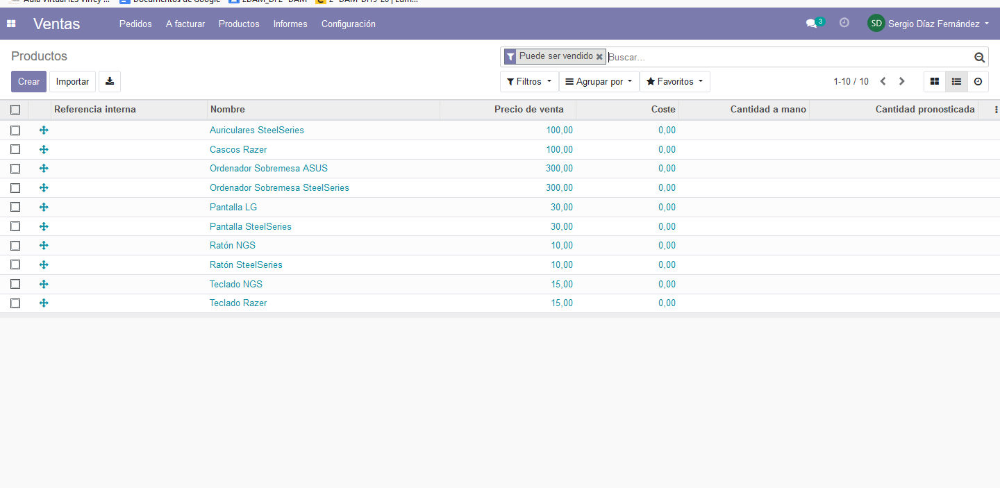 Documentos de Google
Ventas Pedidos A facturar Productos Informes Configuración 3 SD Sergio Díaz Fernández
Productos
Puede ser vendido Buscar...
Crear Importar Filtros Agrupar por Favoritos 1-10 / 10
Referencia interna Nombre Precio de venta Coste Cantidad a mano Cantidad pronosticada
Auriculares SteelSeries 100,00 0,00
Cascos Razer 100,00 0,00
Ordenador Sobremesa ASUS 300,00 0,00
Ordenador Sobremesa SteelSeries 300,00 0,00
Pantalla LG 30,00 0,00
Pantalla SteelSeries 30,00 0,00
Ratón NGS 10,00 0,00
Ratón SteelSeries 10,00 0,00
Teclado NGS 15,00 0,00
Teclado Razer 15,00 0,00